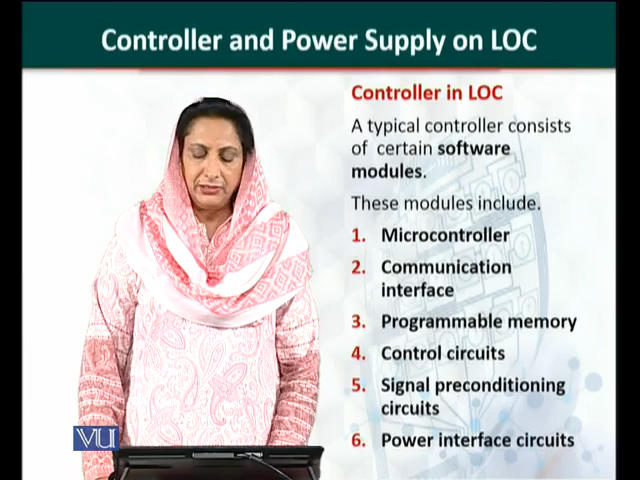 Controller and Power Supply on LOC
Controller in LOC
A typical controller consists
of certain software
modules.
These modules include.
1. Microcontroller
2. Communication
interface
3. Programmable memory
4. Control circuits
5. Signal preconditioning
circuits
6. Power interface circuits
VU